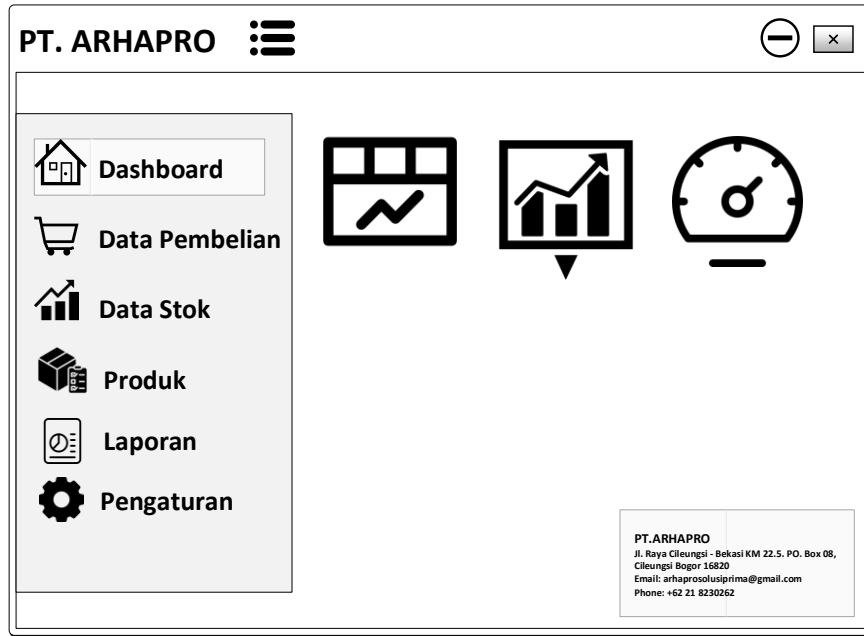 PT. ARHAPRO
Dashboard
Data Pembelian
Data Stok
Produk
Laporan
Pengaturan
PT.ARHAPRO
Jl. Raya Cileungsi - Bekasi KM 22.5. PO. Box 08,
Cileungsi Bogor 16820
Email: arhaprosolusiprima@gmail.com
Phone: +62 21 8230262